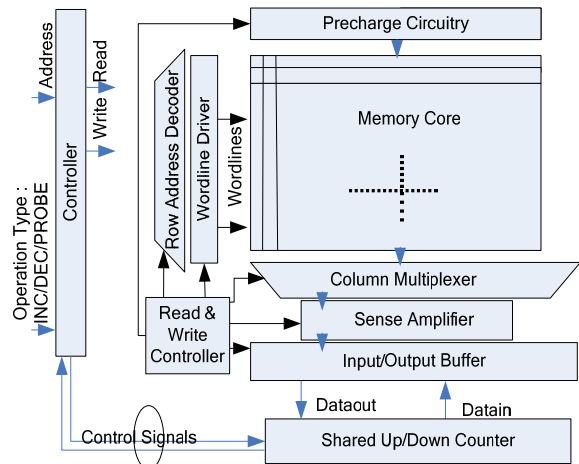 Precharge Circuitry
Address
Read
Write
Controller
Operation Type :
INC/DEC/PROBE
Row Address Decoder
Wordline Driver
Wordlines
Memory Core
Column Multiplexer
Read &
Write
Controller
Sense Amplifier
Input/Output Buffer
Dataout
Datain
Control Signals
Shared Up/Down Counter